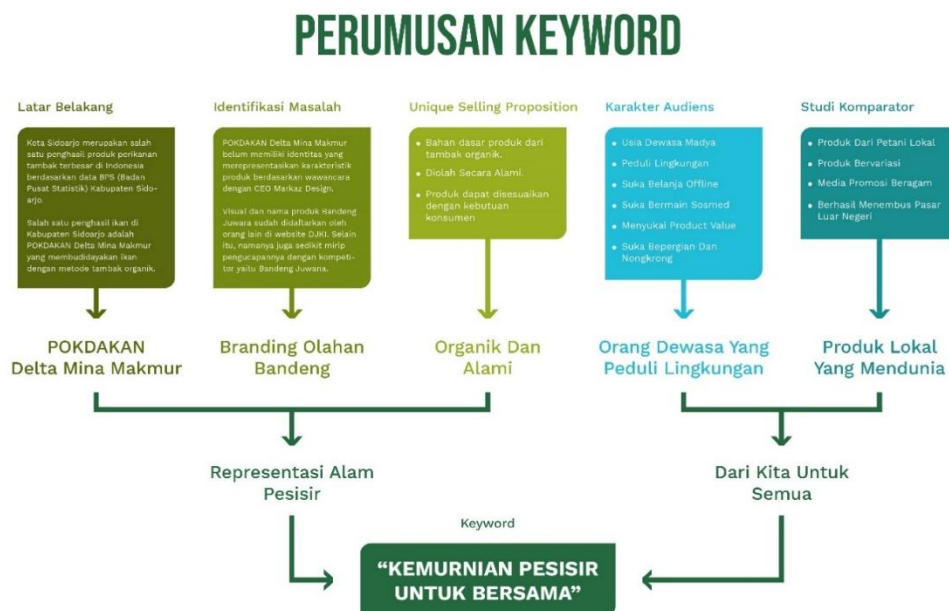 PERUMUSAN KEYWORD
Latar Belakang
Kota Sidoarjo merupakan salah
satu penghasil produk perikanan
tambak terbesar di Indonesia
berdasarkan data BPS (Badan
Pusat Statistik) Kabupaten Sido-
arjo.
Salah satu penghasil ikan di
Kabupaten Sidoarjo adalah
POKDAKAN Delta Mina Makmur
yang membudidayakan ikan
dengan metode tambak organik.
POKDAKAN
Delta Mina Makmur
Identifikasi Masalah
POKDAKAN Delta Mina Makmur
belum memiliki identitas yang
merepresentasikan karakteristik
produk berdasarkan wawancara
dengan CEO Markaz Design.
Visual dan nama produk Bandeng
Juwara sudah didaftarkan oleh
orang lain di website DJKI. Selain
itu, namanya juga sedikit mirip
pengucapannya dengan kompeti-
tor yaitu Bandeng Juwana.
Branding Olahan
Bandeng
Unique Selling Proposition
• Bahan dasar produk dari
tambak organik.
• Diolah Secara Alami.
• Produk dapat disesuaikan
dengan kebutuan
konsumen
Organik Dan
Alami
Karakter Audiens
• Usia Dewasa Madya
• Peduli Lingkungan
• Suka Belanja Offline
• Suka Bermain Sosmed
• Menyukai Product Value
• Suka Bepergian Dan
Nongkrong
Orang Dewasa Yang
Peduli Lingkungan
Studi Komparator
• Produk Dari Petani Lokal
• Produk Bervariasi
• Media Promosi Beragam
• Berhasil Menembus Pasar
Luar Negeri
Produk Lokal
Yang Mendunia
Representasi Alam
Pesisir
Dari Kita Untuk
Semua
Keyword
“KEMURNIAN PESISIR
UNTUK BERSAMA”